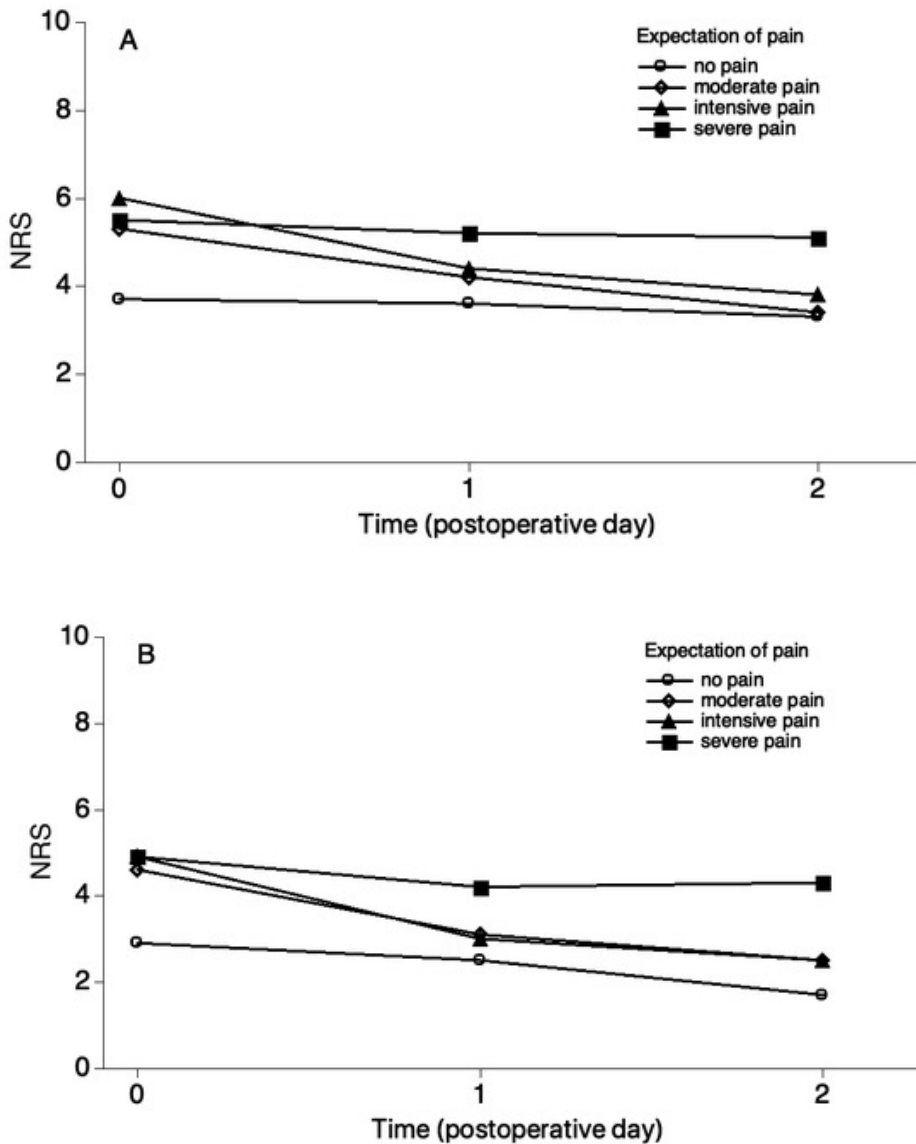 A
Expectation of pain
no pain
moderate pain
intensive pain
severe pain
10
8
6
4
2
0
NRS
0 1 2
Time (postoperative day)
B
Expectation of pain
no pain
moderate pain
intensive pain
severe pain
10
8
6
4
2
0
NRS
0 1 2
Time (postoperative day)